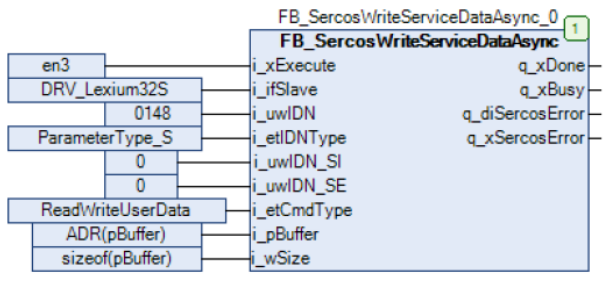 FB_SercosWriteServiceDataAsync_0
1
FB_SercosWriteServiceDataAsync
en3 i_xExecute q_xDone
DRV_Lexium32S i_ifSlave q_xBusy
0148 i_uwIDN q_diSercosError
ParameterType_S i_etIDNType q_xSercosError
0 i_uwIDN_SI
0 i_uwIDN_SE
ReadWriteUserData i_etCmdType
ADR(pBuffer) i_pBuffer
sizeof(pBuffer) i_wSize